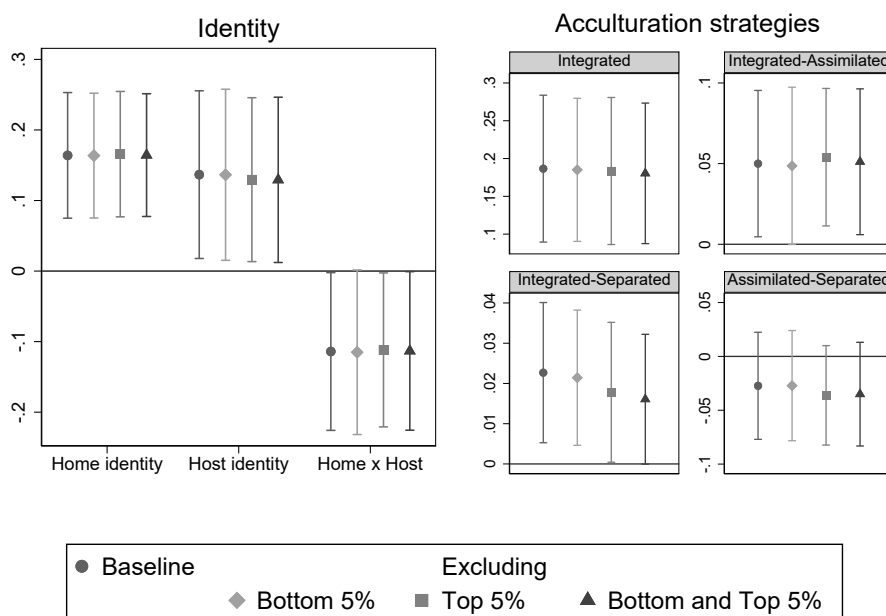 Identity
Acculturation strategies
.3
.2
.1
0
-.1
-.2
Home identity Host identity Home x Host
Integrated
.3
.25
.2
.15
.1
Integrated-Assimilated
.1
.05
0
Integrated-Separated
.04
.03
.02
.01
0
Assimilated-Separated
.05
0
-.05
-.1
Baseline Excluding
Bottom 5% Top 5% Bottom and Top 5%